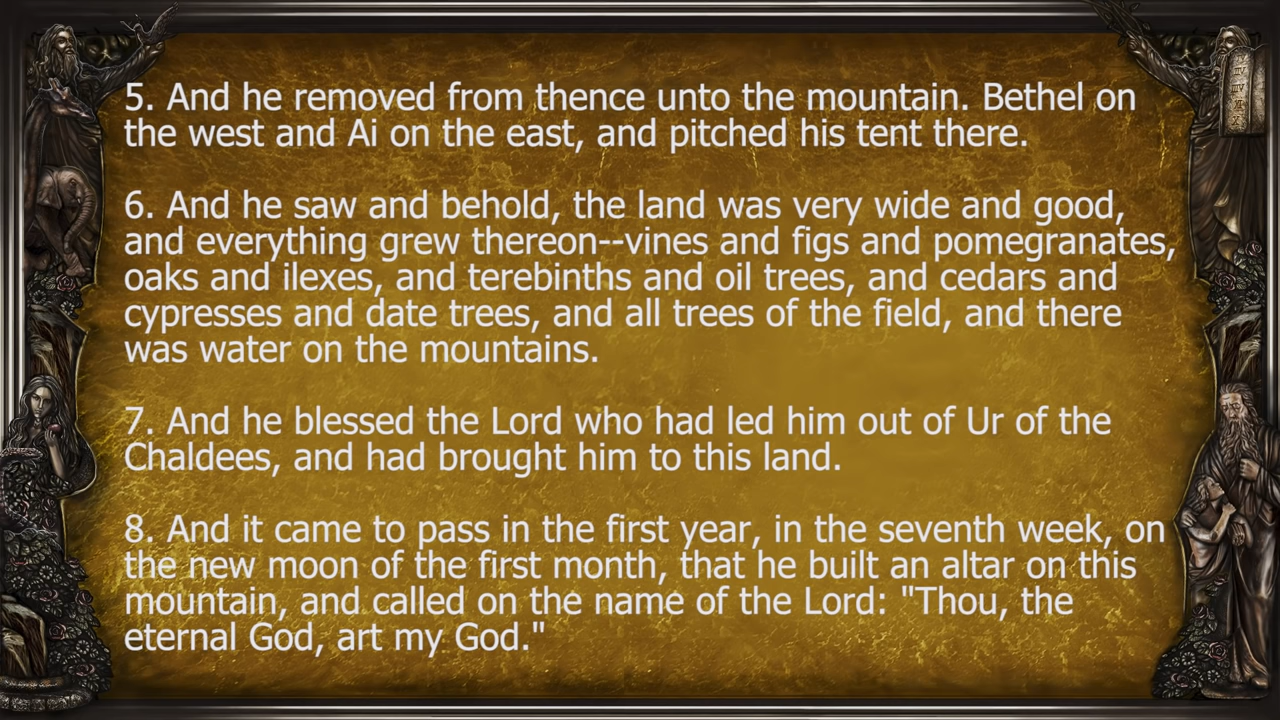 5. And he removed from thence unto the mountain. Bethel on
the west and Ai on the east, and pitched his tent there.
6. And he saw and behold, the land was very wide and good,
and everything grew thereon--vines and figs and pomegranates,
oaks and ilexes, and terebinths and oil trees, and cedars and
cypresses and date trees, and all trees of the field, and there
was water on the mountains.
7. And he blessed the Lord who had led him out of Ur of the
Chaldees, and had brought him to this land.
8. And it came to pass in the first year, in the seventh week, on
the new moon of the first month, that he built an altar on this
mountain, and called on the name of the Lord: "Thou, the
eternal God, art my God."